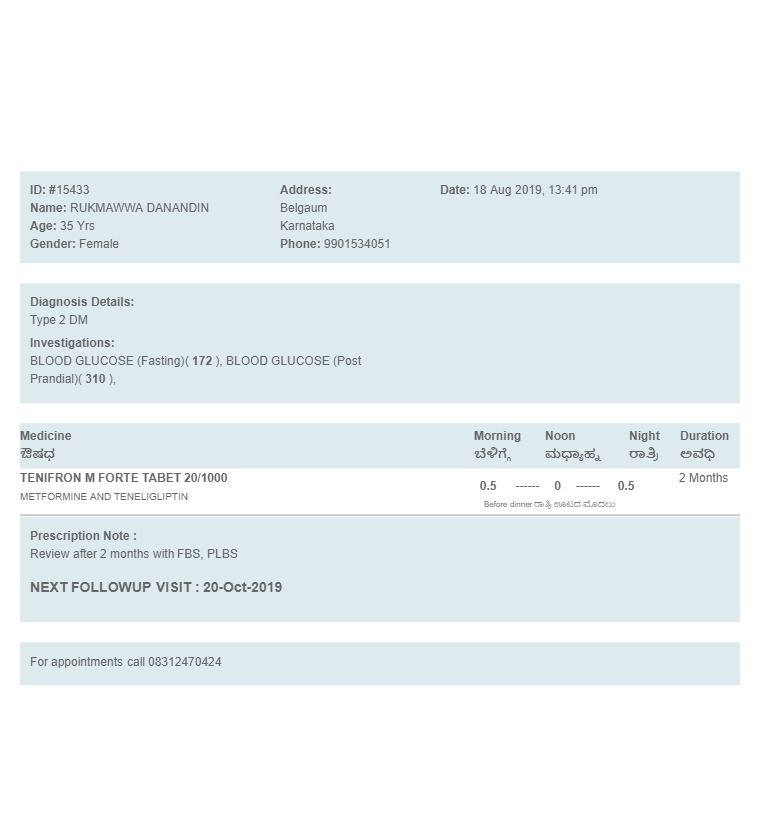 ID: #15433
Name: RUKMAWWA DANANDIN
Age: 35 Yrs
Gender: Female
Address:
Belgaum
Karnataka
Phone: 9901534051
Date: 18 Aug 2019, 13:41 pm
Diagnosis Details:
Type 2 DM
Investigations:
BLOOD GLUCOSE (Fasting)( 172 ), BLOOD GLUCOSE (Post
Prandial)( 310 ),
Medicine Morning Noon Night Duration
ಔಷಧ ಬೆಳಿಗ್ಗೆ ಮಧ್ಯಾಹ್ನ ರಾತ್ರಿ ಅವಧಿ
TENIFRON M FORTE TABET 20/1000 2 Months
0.5 ------ 0 ------ 0.5
METFORMINE AND TENELIGLIPTIN
Before dinner ರಾತ್ರಿ ಊಟದ ಮೊದಲು
Prescription Note :
Review after 2 months with FBS, PLBS
NEXT FOLLOWUP VISIT : 20-Oct-2019
For appointments call 08312470424